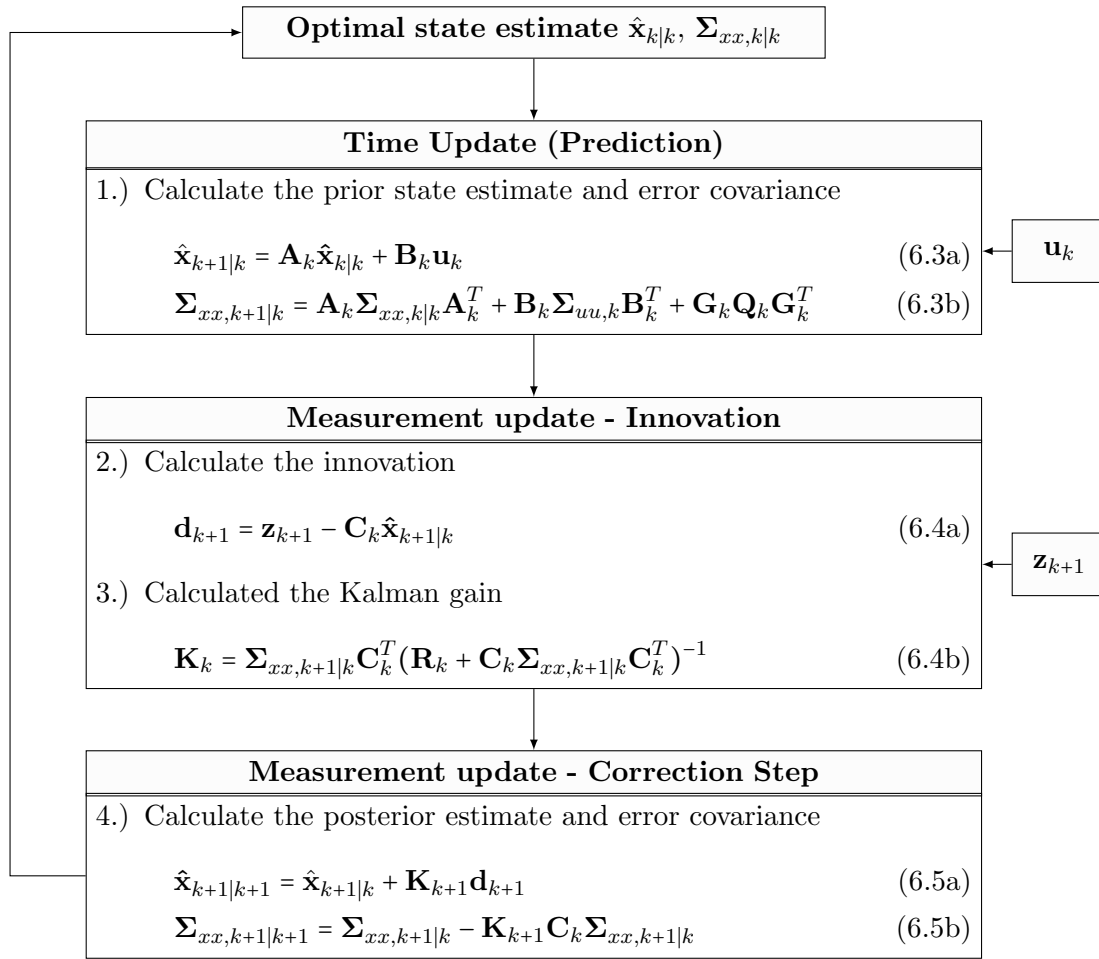 Optimal state estimate x̂_{k|k}, Σ_{xx,k|k}
Time Update (Prediction)
1.) Calculate the prior state estimate and error covariance
x̂_{k+1|k} = A_k x̂_{k|k} + B_k u_k (6.3a)
u_k
Σ_{xx,k+1|k} = A_k Σ_{xx,k|k} A_k^T + B_k Σ_{uu,k} B_k^T + G_k Q_k G_k^T (6.3b)
Measurement update - Innovation
2.) Calculate the innovation
d_{k+1} = z_{k+1} − C_k x̂_{k+1|k} (6.4a)
z_{k+1}
3.) Calculated the Kalman gain
K_k = Σ_{xx,k+1|k} C_k^T (R_k + C_k Σ_{xx,k+1|k} C_k^T)^{−1} (6.4b)
Measurement update - Correction Step
4.) Calculate the posterior estimate and error covariance
x̂_{k+1|k+1} = x̂_{k+1|k} + K_{k+1} d_{k+1} (6.5a)
Σ_{xx,k+1|k+1} = Σ_{xx,k+1|k} − K_{k+1} C_k Σ_{xx,k+1|k} (6.5b)